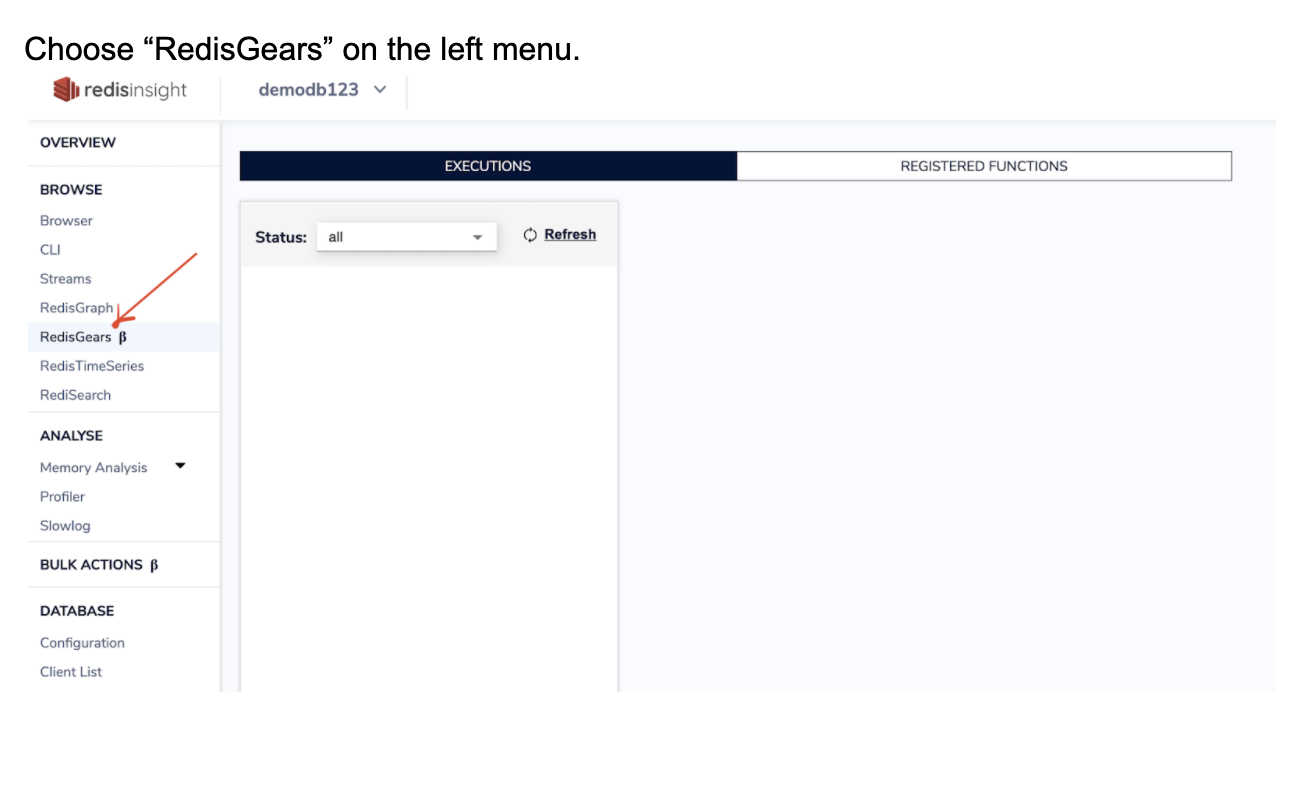 Choose “RedisGears” on the left menu.
redisinsight demodb123
OVERVIEW
EXECUTIONS REGISTERED FUNCTIONS
BROWSE
Browser
Status: all Refresh
CLI
Streams
RedisGraph
RedisGears β
RedisTimeSeries
RediSearch
ANALYSE
Memory Analysis
Profiler
Slowlog
BULK ACTIONS β
DATABASE
Configuration
Client List